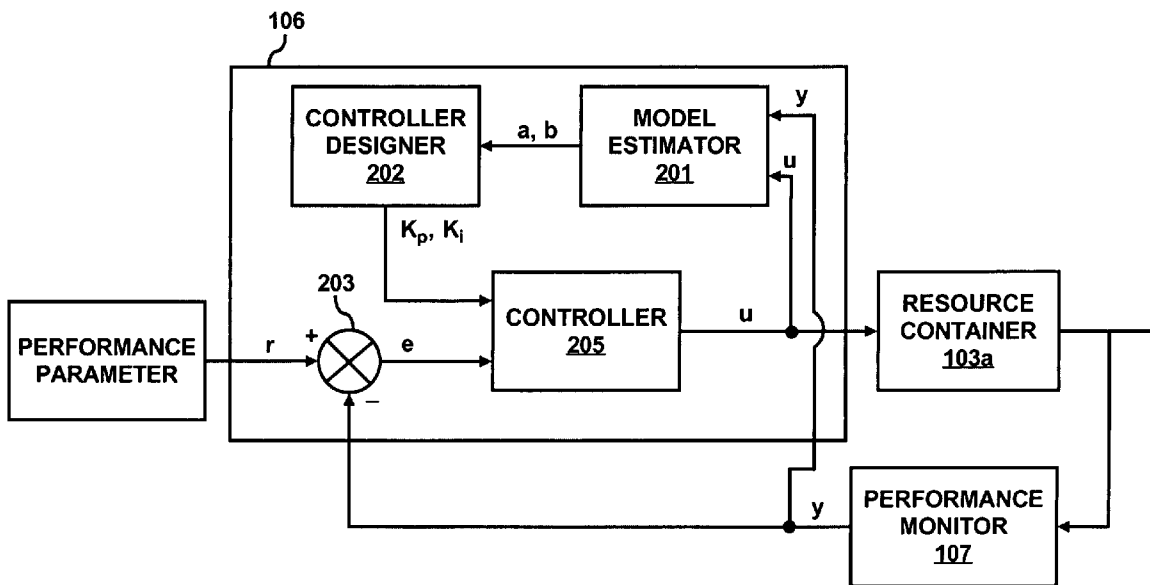 106
CONTROLLER
DESIGNER
202
a, b
MODEL
ESTIMATOR
201
y
u
Kp, Ki
203
PERFORMANCE
PARAMETER
r
+
−
e
CONTROLLER
205
u
RESOURCE
CONTAINER
103a
y
PERFORMANCE
MONITOR
107